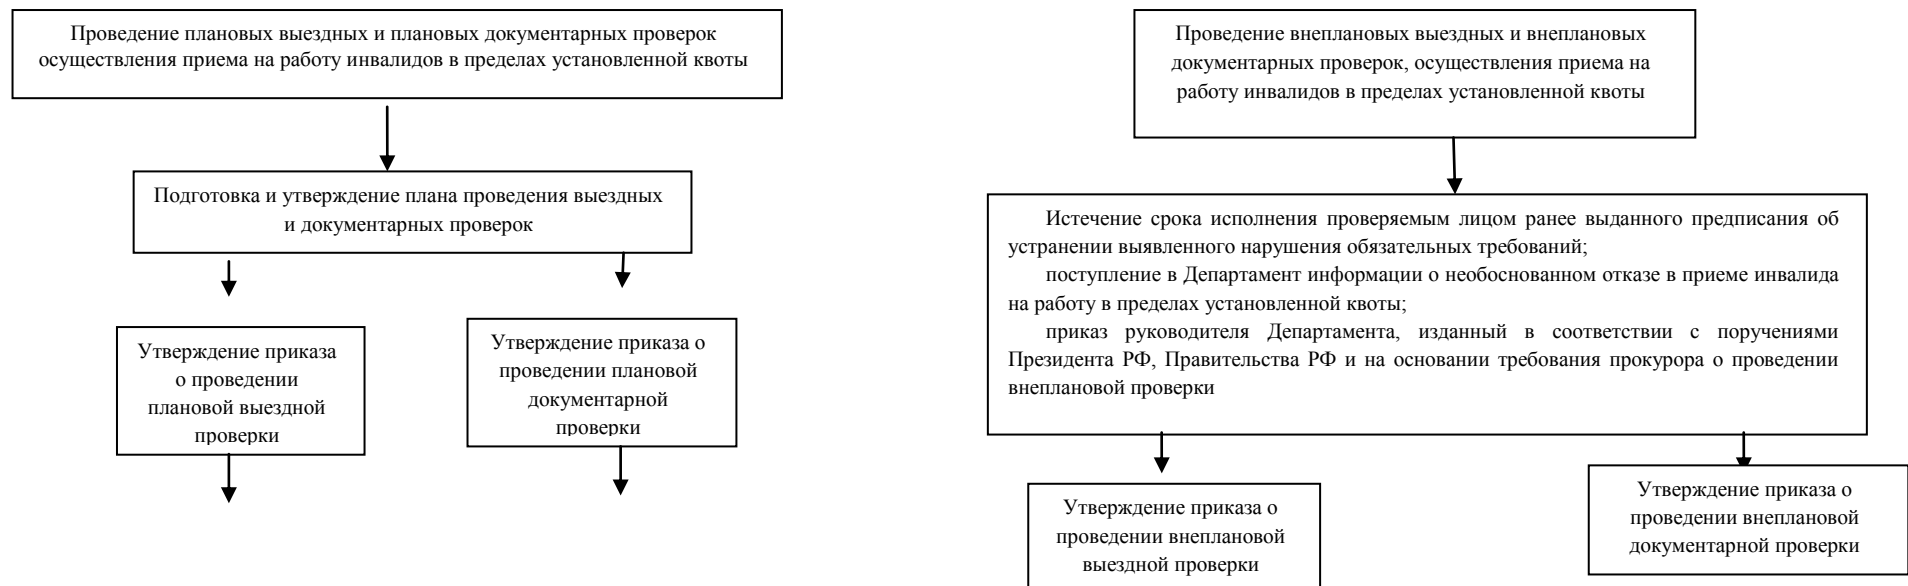 Проведение плановых выездных и плановых документарных проверок
осуществления приема на работу инвалидов в пределах установленной квоты
Подготовка и утверждение плана проведения выездных
и документарных проверок
Утверждение приказа
о проведении
плановой выездной
проверки
Утверждение приказа о
проведении плановой
документарной
проверки
Проведение внеплановых выездных и внеплановых
документарных проверок, осуществления приема на
работу инвалидов в пределах установленной квоты
Истечение срока исполнения проверяемым лицом ранее выданного предписания об
устранении выявленного нарушения обязательных требований;
поступление в Департамент информации о необоснованном отказе в приеме инвалида
на работу в пределах установленной квоты;
приказ руководителя Департамента, изданный в соответствии с поручениями
Президента РФ, Правительства РФ и на основании требования прокурора о проведении
внеплановой проверки
Утверждение приказа о
проведении внеплановой
выездной проверки
Утверждение приказа о
проведении внеплановой
документарной проверки